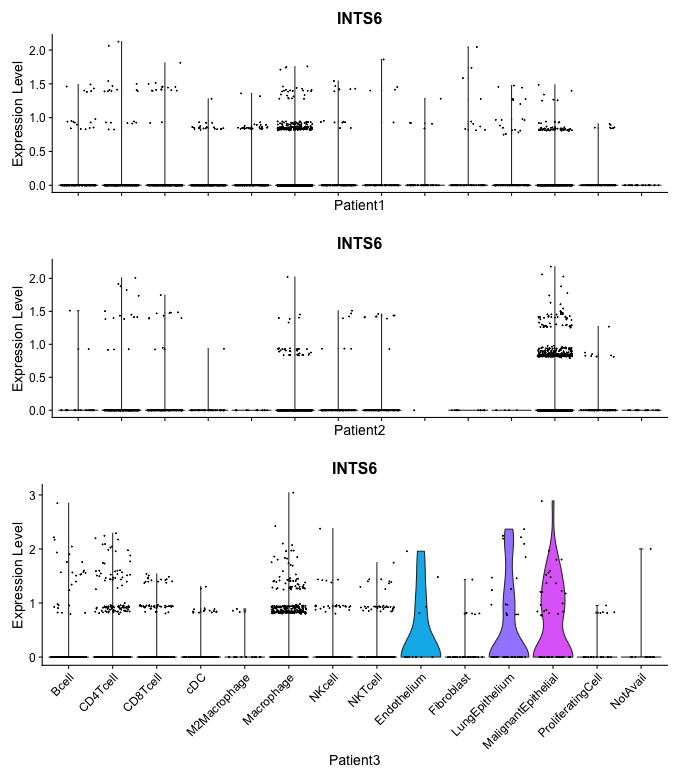 INTS6
Expression Level
2.0
1.5
1.0
0.5
0.0
Patient1
INTS6
Expression Level
2.0
1.5
1.0
0.5
0.0
Patient2
INTS6
Expression Level
3
2
1
0
Bcell
CD4Tcell
CD8Tcell
cDC
M2Macrophage
Macrophage
NKcell
NKTcell
Endothelium
Fibroblast
LungEpithelium
MalignantEpithelial
ProliferatingCell
NotAvail
Patient3